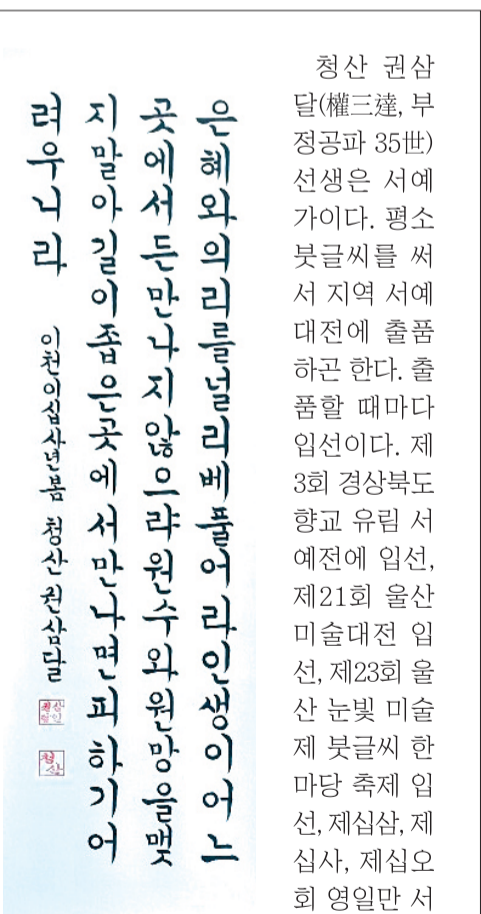 은혜와의리를널리베풀어라인생이어느
곳에서든만나지않으랴원수와원망을맺
지말아길이좁은곳에서만나면피하기어
려우니라
이천이십사년봄 청산권삼달
청산 권삼
달(權三達, 부
정공파 35世)
선생은 서예
가이다. 평소
붓글씨를 써
서 지역 서예
대전에 출품
하곤 한다. 출
품할 때마다
입선이다. 제
3회 경상북도
향교 유림 서
예전에 입선,
제21회 울산
미술대전 입
선, 제23회 울
산 눈빛 미술
제 붓글씨 한
마당 축제 입
선, 제십삼, 제
십사, 제십오
회 영일만 서